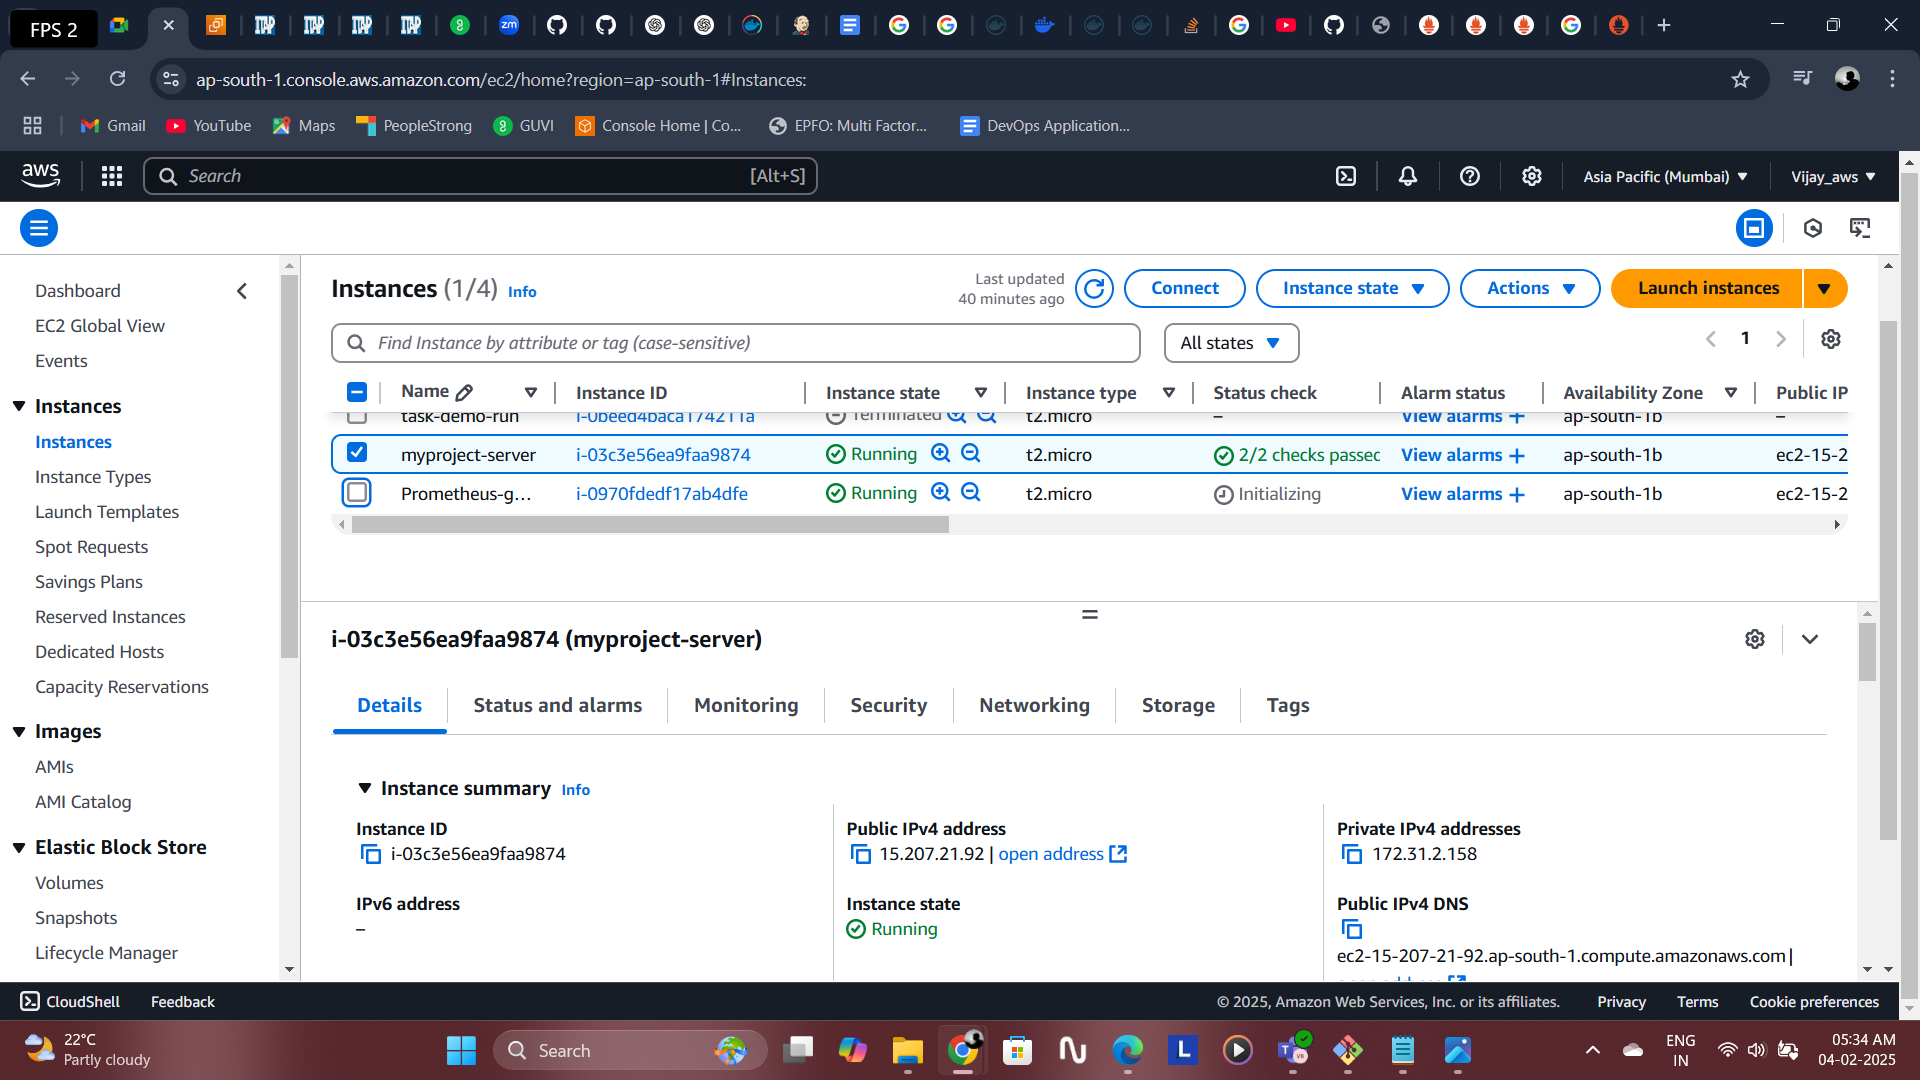 FPS 2
ap-south-1.console.aws.amazon.com/ec2/home?region=ap-south-1#Instances:
Gmail YouTube Maps PeopleStrong GUVI Console Home | Co... EPFO: Multi Factor... DevOps Application...
aws Search [Alt+S] Asia Pacific (Mumbai) Vijay_aws
Dashboard
EC2 Global View
Events
Instances
Instances
Instance Types
Launch Templates
Spot Requests
Savings Plans
Reserved Instances
Dedicated Hosts
Capacity Reservations
Images
AMIs
AMI Catalog
Elastic Block Store
Volumes
Snapshots
Lifecycle Manager
Instances (1/4) Info
Last updated
40 minutes ago
Connect Instance state Actions Launch instances
Find Instance by attribute or tag (case-sensitive) All states 1
Name Instance ID Instance state Instance type Status check Alarm status Availability Zone Public IP
task-demo-run i-0beed4baca174211a Terminated t2.micro – View alarms + ap-south-1b –
myproject-server i-03c3e56ea9faa9874 Running t2.micro 2/2 checks passed View alarms + ap-south-1b ec2-15-2
Prometheus-g... i-0970fdedf17ab4dfe Running t2.micro Initializing View alarms + ap-south-1b ec2-15-2
i-03c3e56ea9faa9874 (myproject-server)
Details Status and alarms Monitoring Security Networking Storage Tags
Instance summary Info
Instance ID
i-03c3e56ea9faa9874
Public IPv4 address
15.207.21.92 | open address
Private IPv4 addresses
172.31.2.158
IPv6 address
–
Instance state
Running
Public IPv4 DNS
ec2-15-207-21-92.ap-south-1.compute.amazonaws.com |
CloudShell Feedback © 2025, Amazon Web Services, Inc. or its affiliates. Privacy Terms Cookie preferences
22°C
Partly cloudy
Search
ENG
IN
05:34 AM
04-02-2025